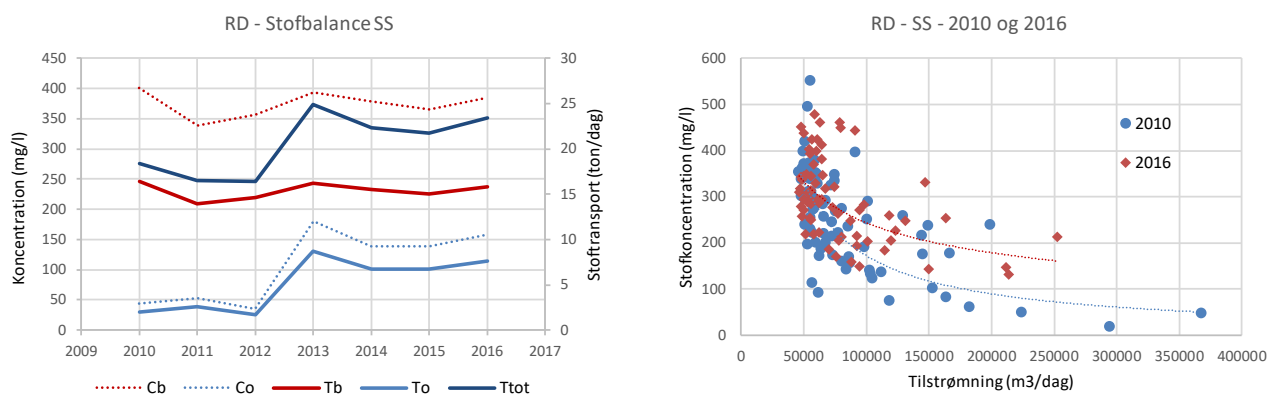 RD - Stofbalance SS
Koncentration (mg/l)
450
400
350
300
250
200
150
100
50
0
30
25
20
15
10
5
0
Stoftransport (ton/dag)
2009 2010 2011 2012 2013 2014 2015 2016 2017
Cb Co Tb To Ttot
RD - SS - 2010 og 2016
Stofkoncentration (mg/l)
600
500
400
300
200
100
0
2010
2016
0 50000 100000 150000 200000 250000 300000 350000 400000
Tilstrømning (m3/dag)